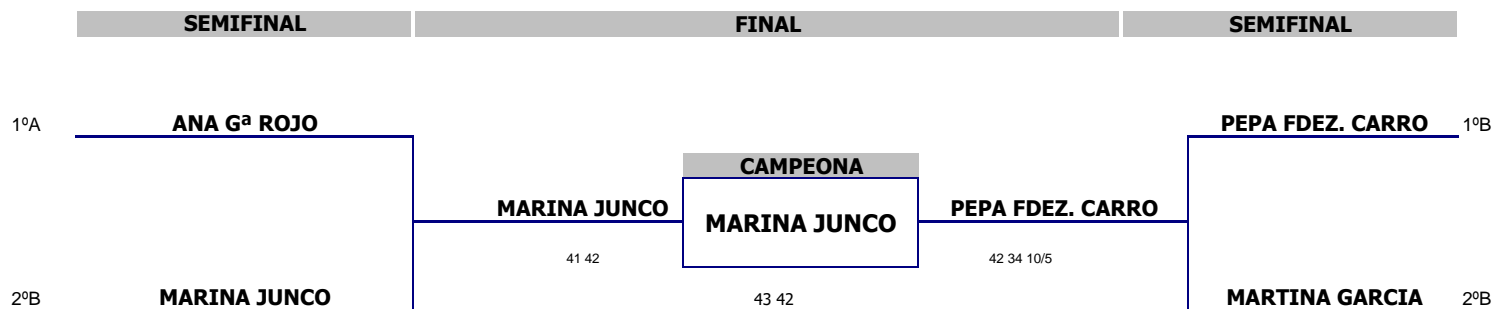 SEMIFINAL FINAL SEMIFINAL
1ºA ANA Gª ROJO PEPA FDEZ. CARRO 1ºB
CAMPEONA
MARINA JUNCO MARINA JUNCO PEPA FDEZ. CARRO
41 42 42 34 10/5
2ºB MARINA JUNCO 43 42 MARTINA GARCIA 2ºB